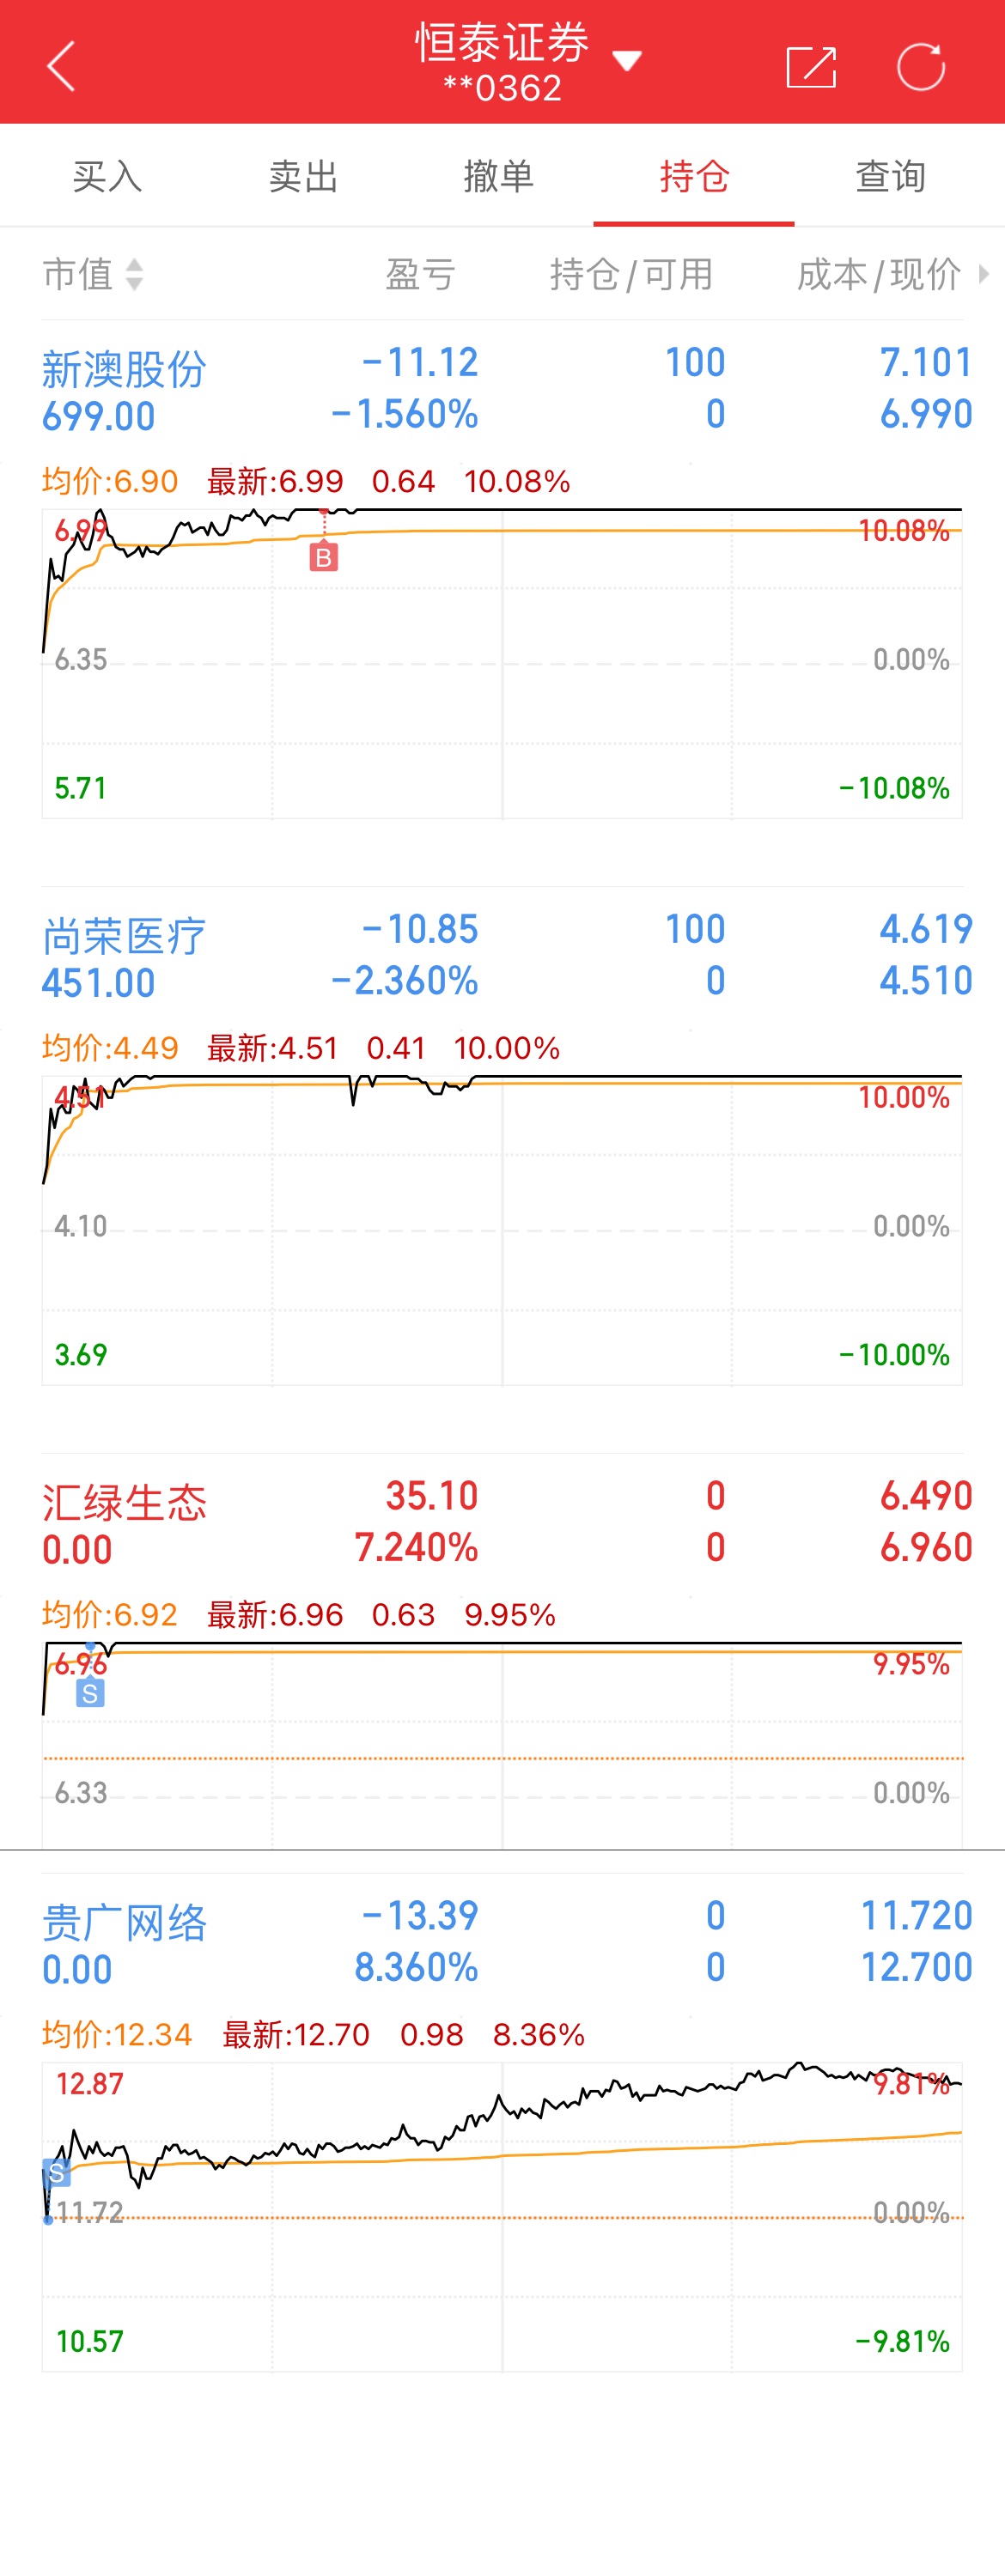 恒泰证券
**0362
买入 卖出 撤单 持仓 查询
市值 盈亏 持仓/可用 成本/现价
新澳股份 -11.12 100 7.101
699.00 -1.560% 0 6.990
均价:6.90 最新:6.99 0.64 10.08%
6.99 10.08%
B
6.35 0.00%
5.71 -10.08%
尚荣医疗 -10.85 100 4.619
451.00 -2.360% 0 4.510
均价:4.49 最新:4.51 0.41 10.00%
4.51 10.00%
4.10 0.00%
3.69 -10.00%
汇绿生态 35.10 0 6.490
0.00 7.240% 0 6.960
均价:6.92 最新:6.96 0.63 9.95%
6.96 9.95%
S
6.33 0.00%
贵广网络 -13.39 0 11.720
0.00 8.360% 0 12.700
均价:12.34 最新:12.70 0.98 8.36%
12.87 9.81%
S
11.72 0.00%
10.57 -9.81%